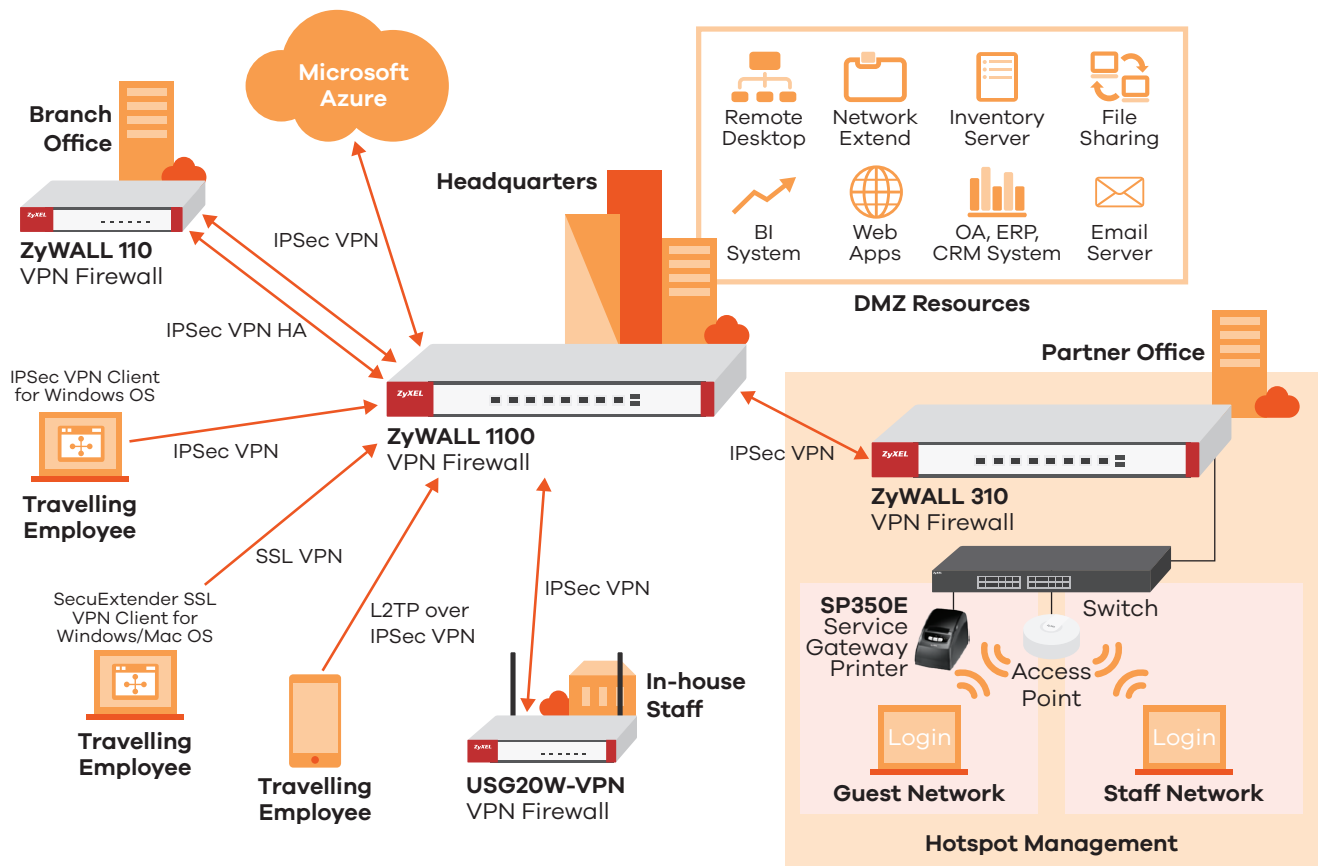 Microsoft
Azure
Branch
Office
ZyXEL
ZyWALL 110
VPN Firewall
IPSec VPN
IPSec VPN HA
Headquarters
Remote
Desktop
Network
Extend
Inventory
Server
File
Sharing
BI
System
Web
Apps
OA, ERP,
CRM System
Email
Server
DMZ Resources
ZyXEL
ZyWALL 1100
VPN Firewall
IPSec VPN Client
for Windows OS
IPSec VPN
Travelling
Employee
SSL VPN
SecuExtender SSL
VPN Client for
Windows/Mac OS
Travelling
Employee
L2TP over
IPSec VPN
Travelling
Employee
IPSec VPN
In-house
Staff
ZyXEL
USG20W-VPN
VPN Firewall
IPSec VPN
Partner Office
ZyXEL
ZyWALL 310
VPN Firewall
Switch
SP350E
Service
Gateway
Printer
Access
Point
Login
Guest Network
Login
Staff Network
Hotspot Management